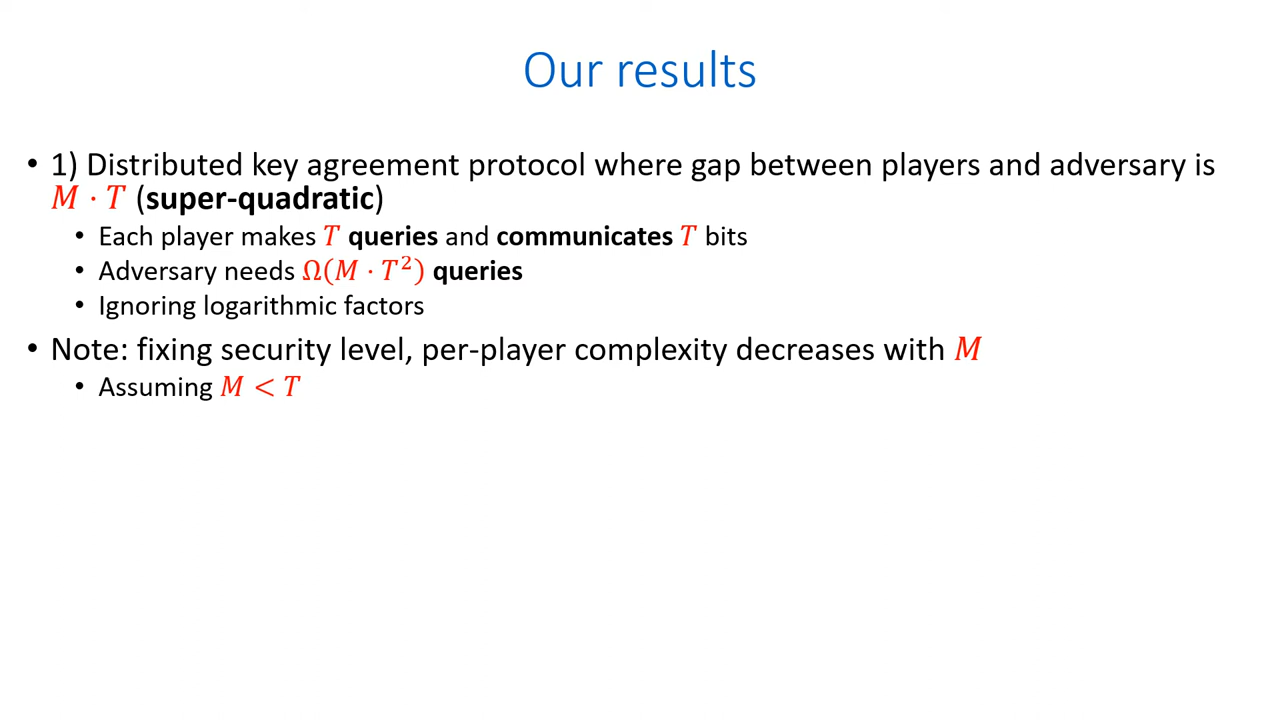 Our results
• 1) Distributed key agreement protocol where gap between players and adversary is
M · T (super-quadratic)
• Each player makes T queries and communicates T bits
• Adversary needs Ω(M · T²) queries
• Ignoring logarithmic factors
• Note: fixing security level, per-player complexity decreases with M
• Assuming M < T